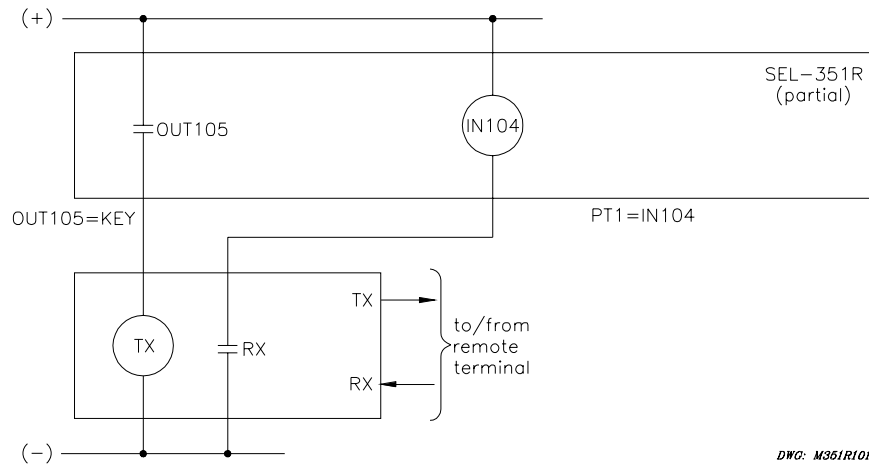 (+)
SEL-351R
(partial)
OUT105
IN104
OUT105=KEY
PT1=IN104
TX
TX
RX
to/from
remote
terminal
RX
(-)